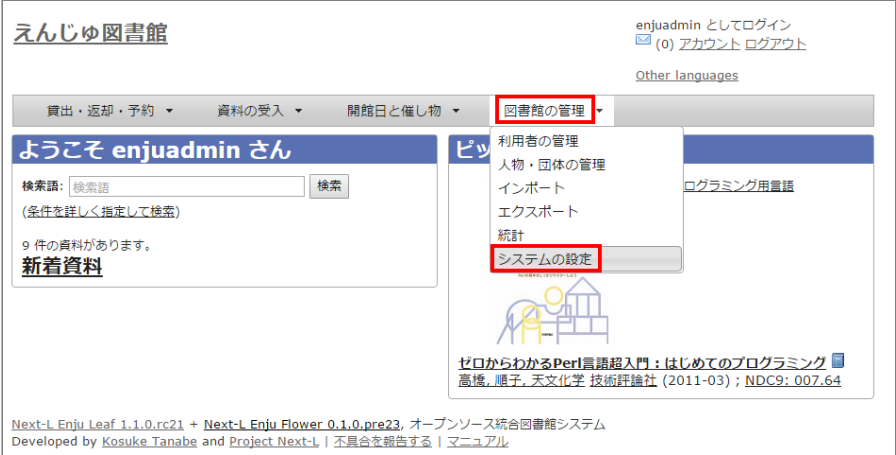 えんじゅ図書館
enjuadmin としてログイン
(0) アカウント ログアウト
Other languages
貸出・返却・予約 ▼ 資料の受入 ▼ 開館日と催し物 ▼ 図書館の管理 ▼
ようこそ enjuadmin さん
検索語: 検索語 検索
(条件を詳しく指定して検索)
9 件の資料があります。
新着資料
ピッ
利用者の管理
人物・団体の管理
インポート
エクスポート
統計
システムの設定
ログラミング用言語
ゼロからわかるPerl言語超入門 : はじめてのプログラミング
高橋, 順子, 天文化学 技術評論社 (2011-03) ; NDC9: 007.64
Next-L Enju Leaf 1.1.0.rc21 + Next-L Enju Flower 0.1.0.pre23, オープンソース統合図書館システム
Developed by Kosuke Tanabe and Project Next-L | 不具合を報告する | マニュアル